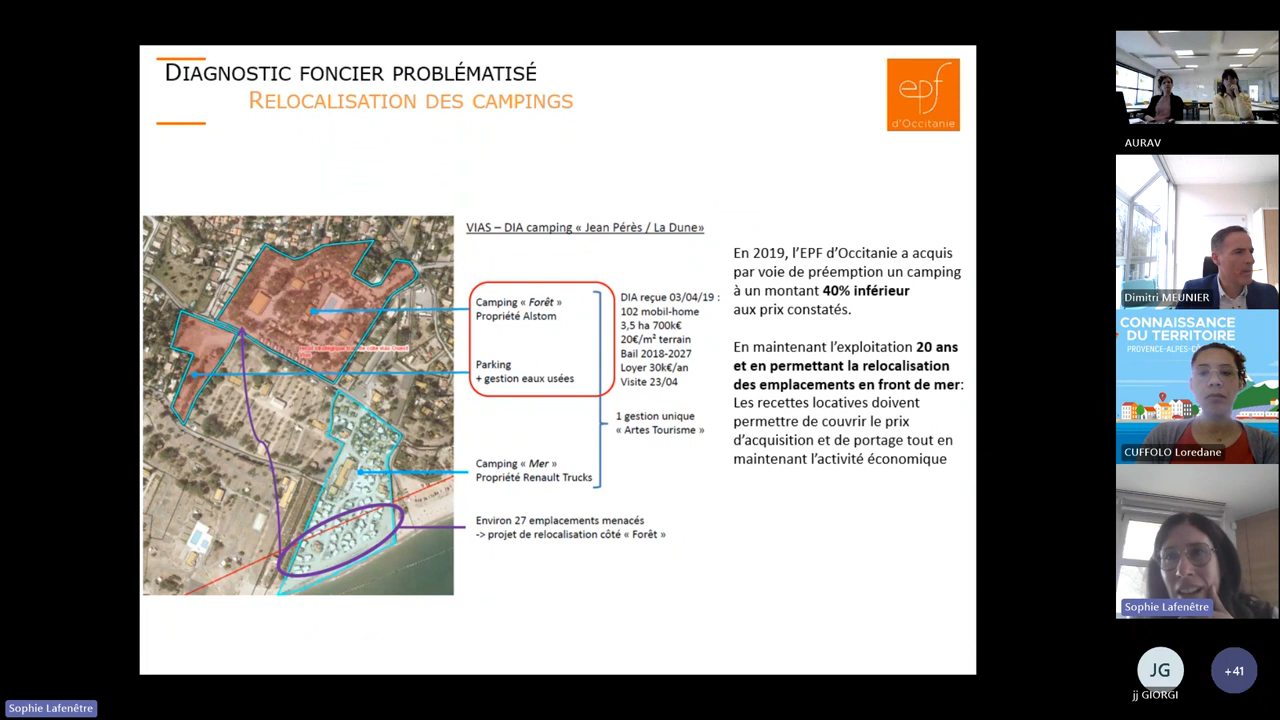 DIAGNOSTIC FONCIER PROBLÉMATISÉ
RELOCALISATION DES CAMPINGS
epf
d'Occitanie
VIAS – DIA camping « Jean Pérès / La Dune»
Camping « Forêt »
Propriété Alstom
Parking
+ gestion eaux usées
DIA reçue 03/04/19 :
102 mobil-home
3,5 ha 700k€
20€/m² terrain
Bail 2018-2027
Loyer 30k€/an
Visite 23/04
1 gestion unique
« Artes Tourisme »
Camping « Mer »
Propriété Renault Trucks
Environ 27 emplacements menacés
-> projet de relocalisation côté « Forêt »
En 2019, l'EPF d'Occitanie a acquis
par voie de préemption un camping
à un montant 40% inférieur
aux prix constatés.
En maintenant l'exploitation 20 ans
et en permettant la relocalisation
des emplacements en front de mer:
Les recettes locatives doivent
permettre de couvrir le prix
d'acquisition et de portage tout en
maintenant l'activité économique
AURAV
Dimitri MEUNIER
CONNAISSANCE
DU TERRITOIRE
CUFFOLO Loredane
Sophie Lafenêtre
JG
+41
jj GIORGI
Sophie Lafenêtre